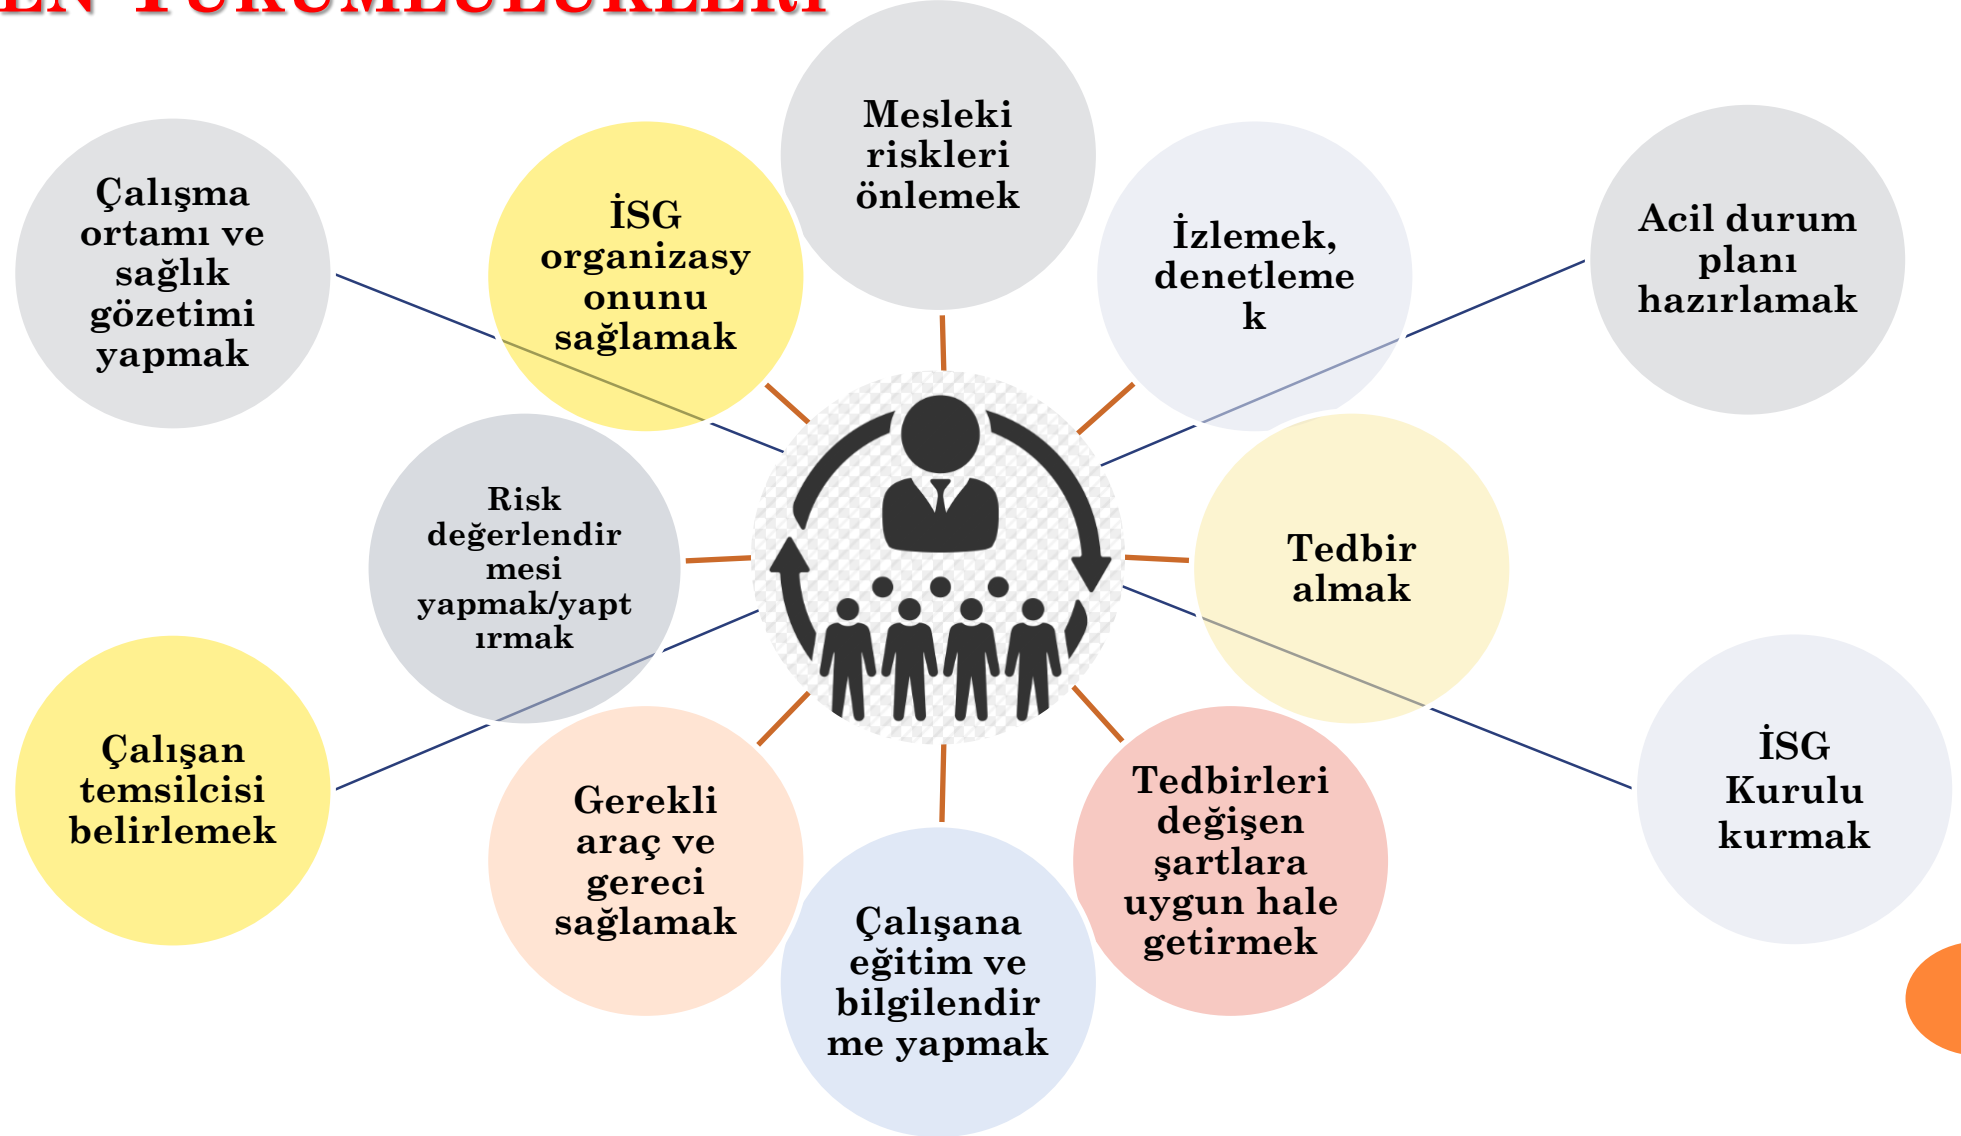 YÜKÜMLÜLÜKLERİ
Mesleki
riskleri
önlemek
Çalışma
ortamı ve
sağlık
gözetimi
yapmak
İSG
organizasy
onunu
sağlamak
İzlemek,
denetleme
k
Acil durum
planı
hazırlamak
Risk
değerlendir
mesi
yapmak/yapt
ırmak
Tedbir
almak
Çalışan
temsilcisi
belirlemek
Gerekli
araç ve
gereci
sağlamak
Çalışana
eğitim ve
bilgilendir
me yapmak
Tedbirleri
değişen
şartlara
uygun hale
getirmek
İSG
Kurulu
kurmak